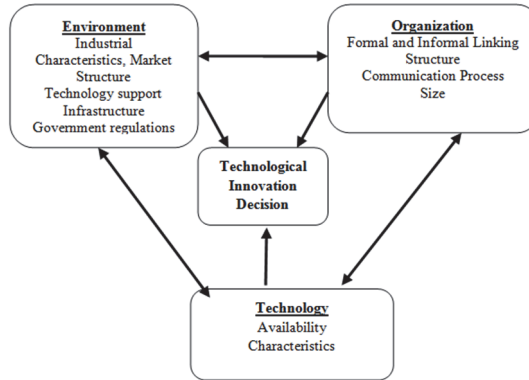 Environment
Industrial
Characteristics, Market
Structure
Technology support
Infrastructure
Government regulations
Organization
Formal and Informal Linking
Structure
Communication Process
Size
Technological
Innovation
Decision
Technology
Availability
Characteristics